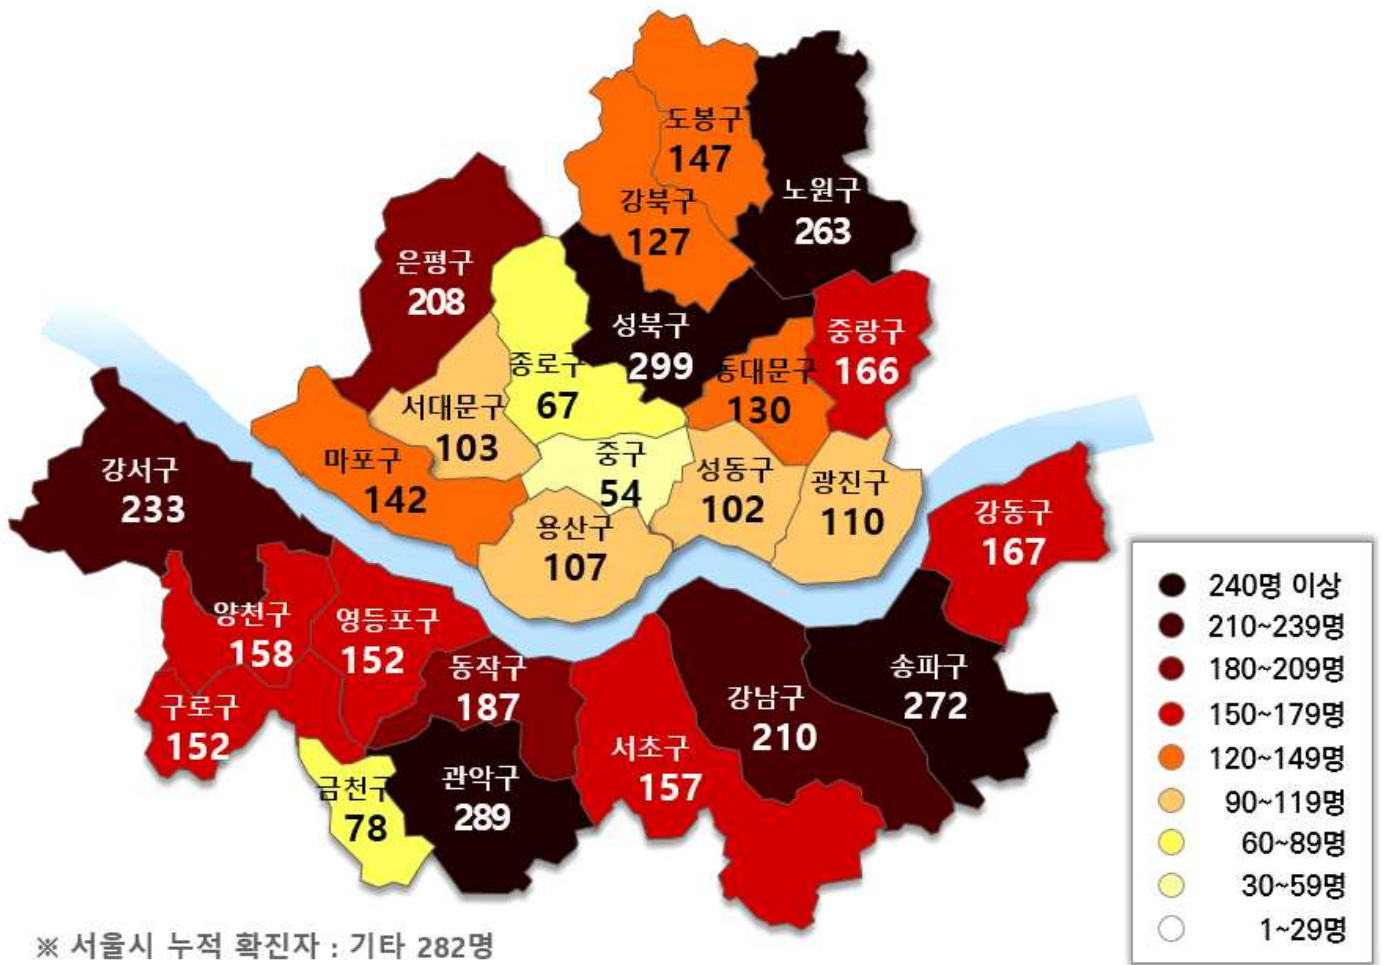 도봉구
147
강북구
127
노원구
263
은평구
208
성북구
299
중랑구
166
종로구
67
동대문구
130
서대문구
103
마포구
142
중구
54
성동구
102
광진구
110
강서구
233
용산구
107
강동구
167
양천구
158
영등포구
152
동작구
187
송파구
272
구로구
152
강남구
210
서초구
157
금천구
78
관악구
289
240명 이상
210~239명
180~209명
150~179명
120~149명
90~119명
60~89명
30~59명
1~29명
※ 서울시 누적 확진자 : 기타 282명